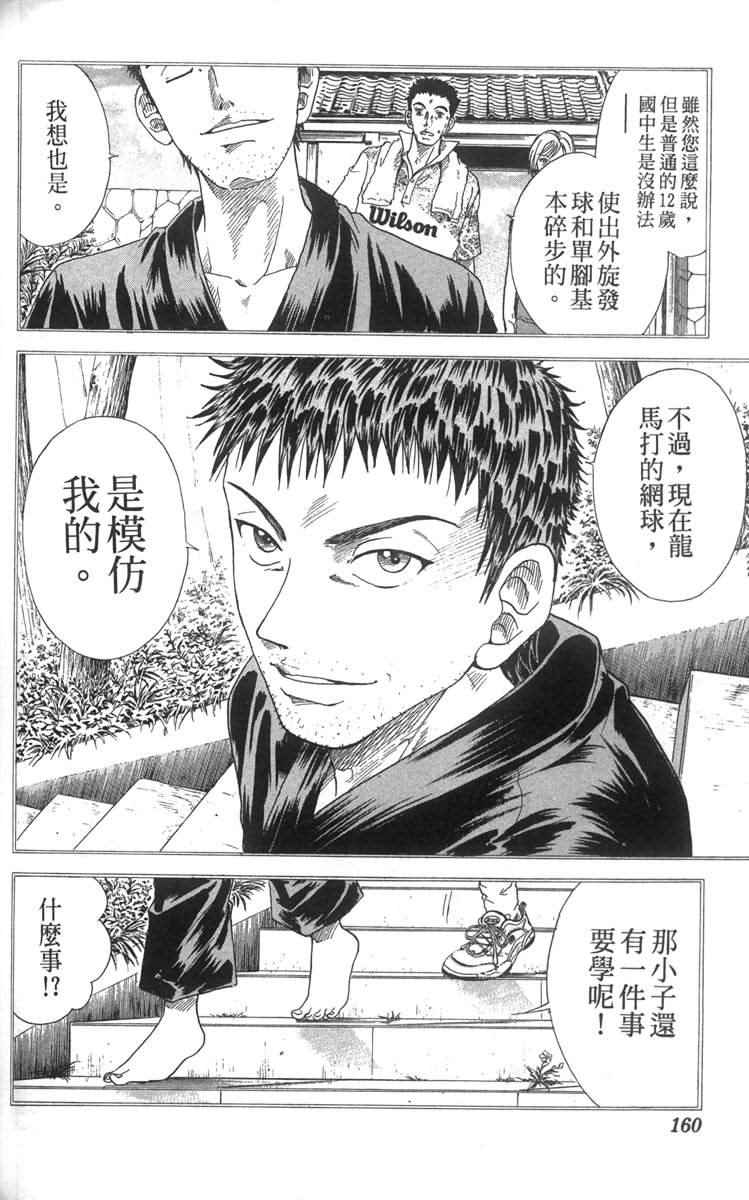 雖然您這麼說，
但是普通的12歲
國中生是沒辦法
——
使出外旋發
球和單腳基
本碎步的。
我想也是。
Wilson
不過，現在龍
馬打的網球，
是模仿
我的。
那小子還
有一件事
要學呢！
什麼事!?
160